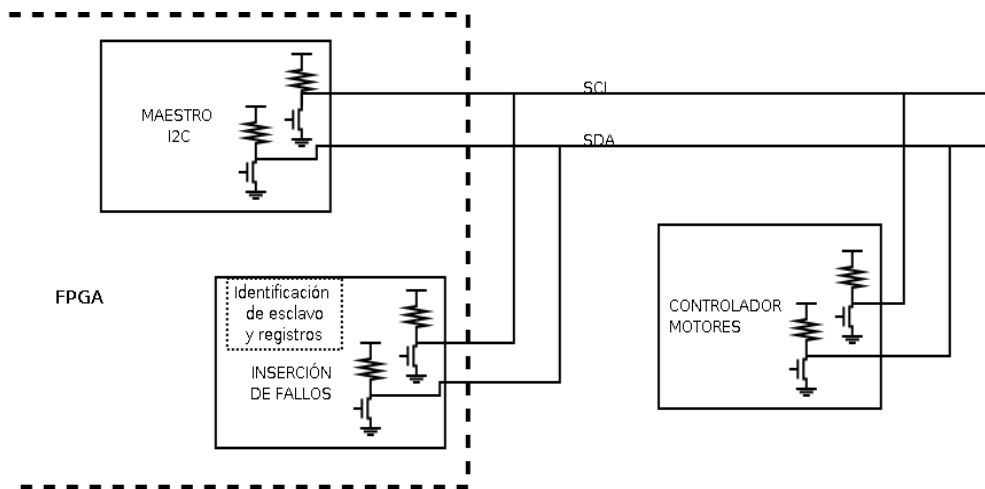 MAESTRO
I2C
SCL
SDA
FPGA
Identificación
de esclavo
y registros
INSERCIÓN
DE FALLOS
CONTROLADOR
MOTORES